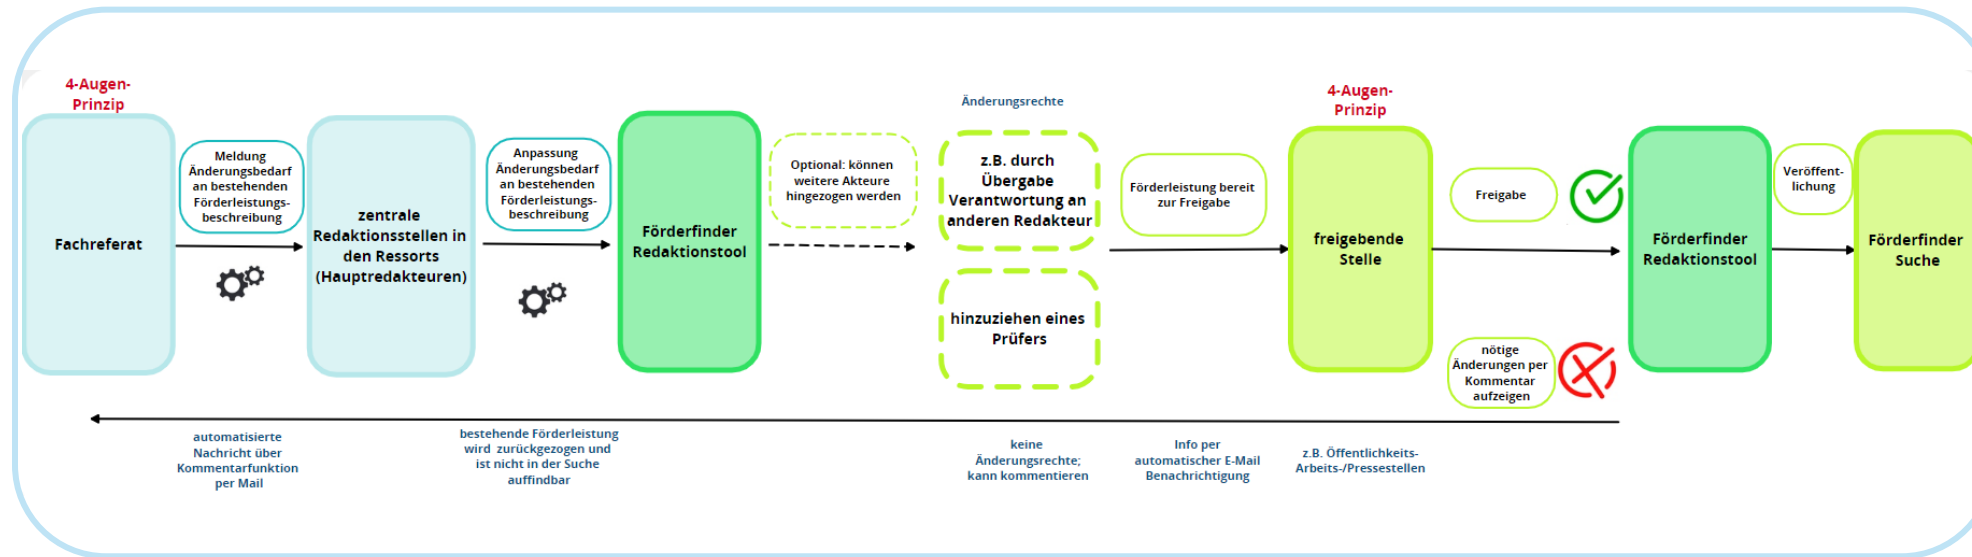 4-Augen-
Prinzip
Fachreferat
Meldung
Änderungsbedarf
an bestehenden
Förderleistungs-
beschreibung
zentrale
Redaktionsstellen in
den Ressorts
(Hauptredakteuren)
Anpassung
Änderungsbedarf
an bestehenden
Förderleistungs-
beschreibung
Förderfinder
Redaktionstool
Optional: können
weitere Akteure
hingezogen werden
Änderungsrechte
z.B. durch
Übergabe
Verantwortung an
anderen Redakteur
hinzuziehen eines
Prüfers
Förderleistung bereit
zur Freigabe
4-Augen-
Prinzip
freigebende
Stelle
Freigabe
nötige
Änderungen per
Kommentar
aufzeigen
Förderfinder
Redaktionstool
Veröffent-
lichung
Förderfinder
Suche
automatisierte
Nachricht über
Kommentarfunktion
per Mail
bestehende Förderleistung
wird zurückgezogen und
ist nicht in der Suche
auffindbar
keine
Änderungsrechte;
kann kommentieren
Info per
automatischer E-Mail
Benachrichtigung
z.B. Öffentlichkeits-
Arbeits-/Pressestellen